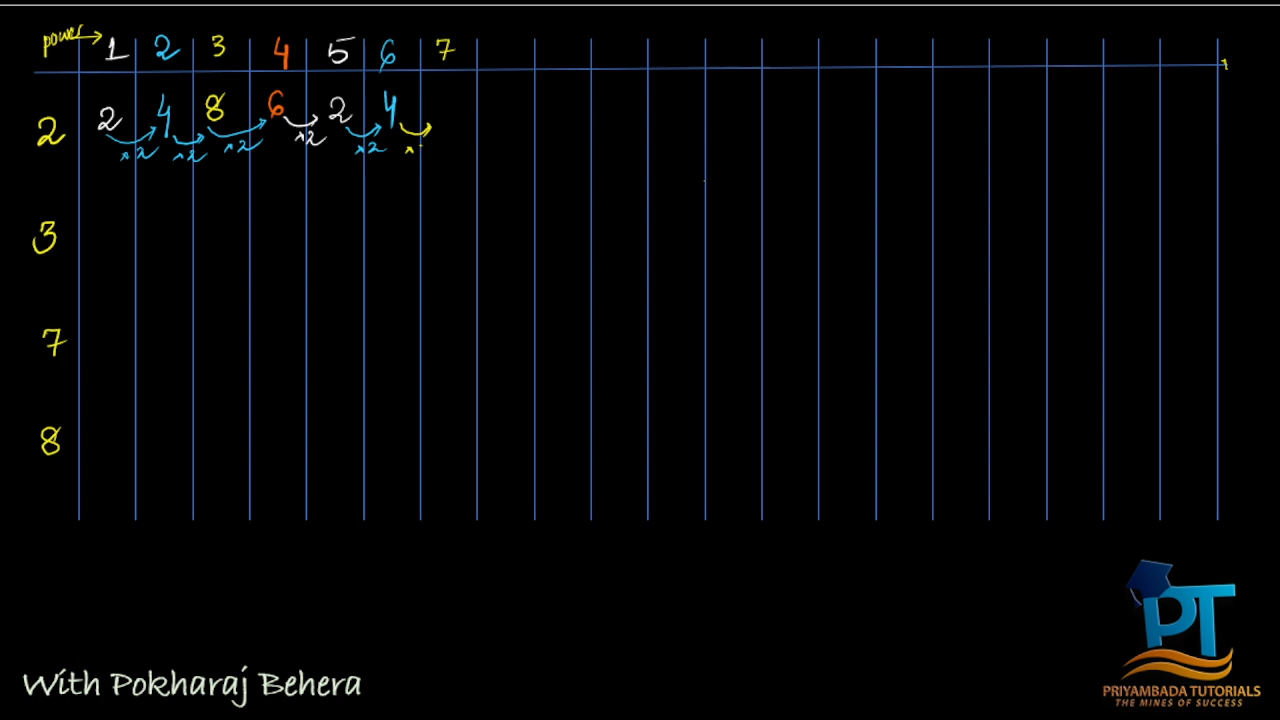 power → 1 2 3 4 5 6 7
2 2 4 8 6 2 4
×2 ×2 ×2 ×2 ×2 ×
3
7
8
With Pokharaj Behera
PT
PRIYAMBADA TUTORIALS
THE MINES OF SUCCESS